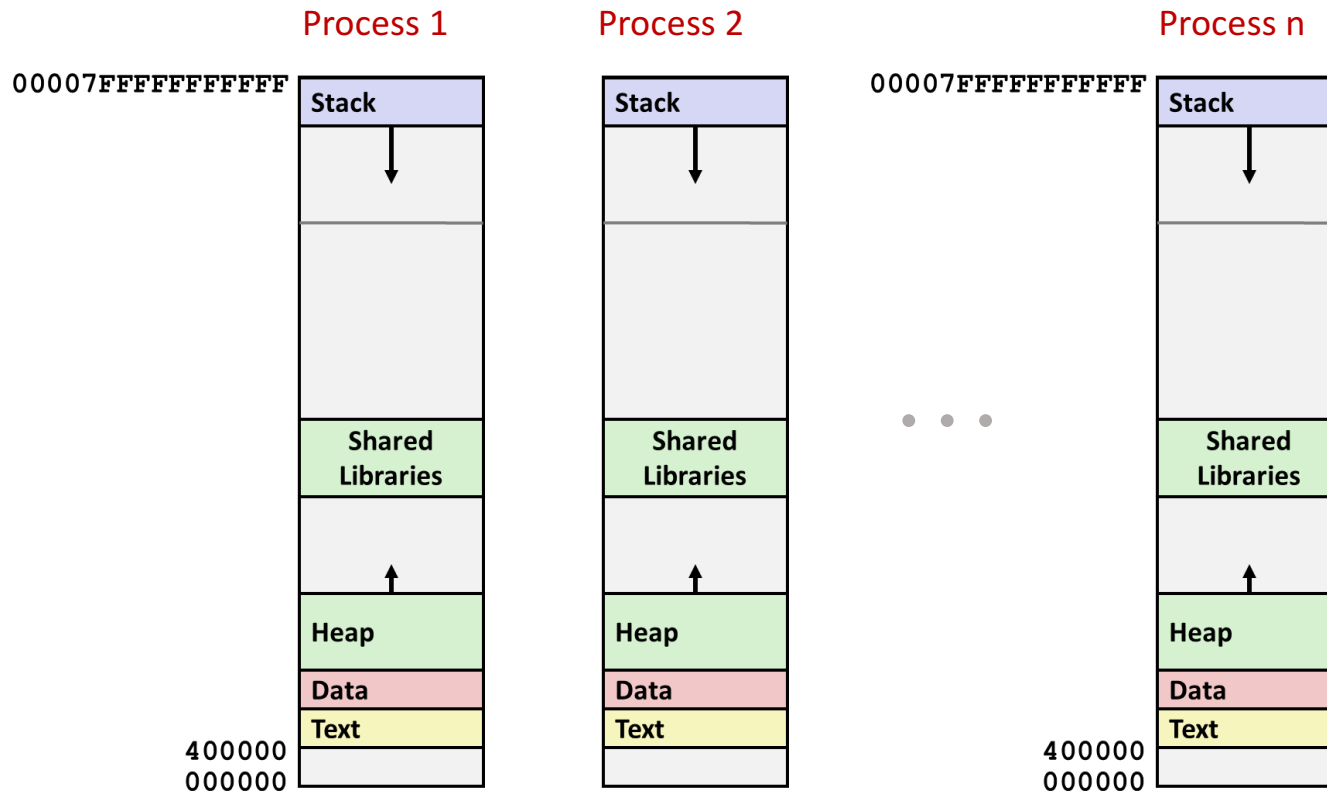 Process 1
Process 2
Process n
00007FFFFFFFFFFF
Stack
Stack
00007FFFFFFFFFFF
Stack
Shared
Libraries
Shared
Libraries
• • •
Shared
Libraries
Heap
Heap
Heap
Data
Data
Data
Text
Text
Text
400000
000000
400000
000000